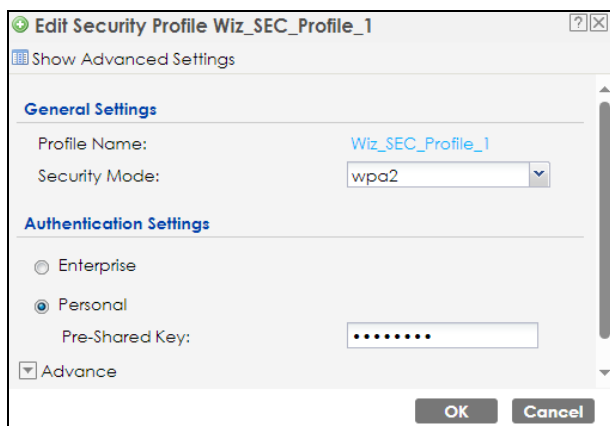 Edit Security Profile Wiz_SEC_Profile_1
Show Advanced Settings
General Settings
Profile Name: Wiz_SEC_Profile_1
Security Mode: wpa2
Authentication Settings
Enterprise
Personal
Pre-Shared Key: ••••••••
Advance
OK Cancel